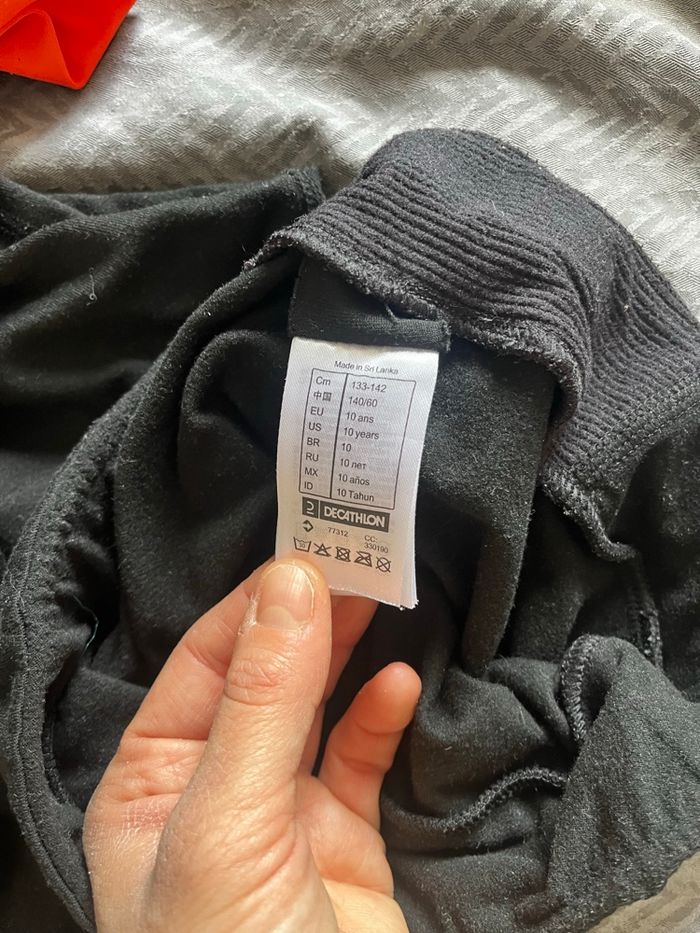 Made in Sri Lanka
Cm 133-142
中国 140/60
EU 10 ans
US 10 years
BR 10
RU 10 лет
MX 10 años
ID 10 Tahun
DECATHLON
77312 CC: 330190
30